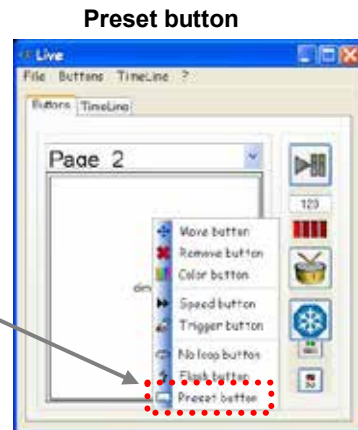 Preset button
Live
File Buttons TimeLine ?
Buttons TimeLine
Page 2
123
Move button
Remove button
Color button
Speed button
Trigger button
No loop button
Flash button
Preset button